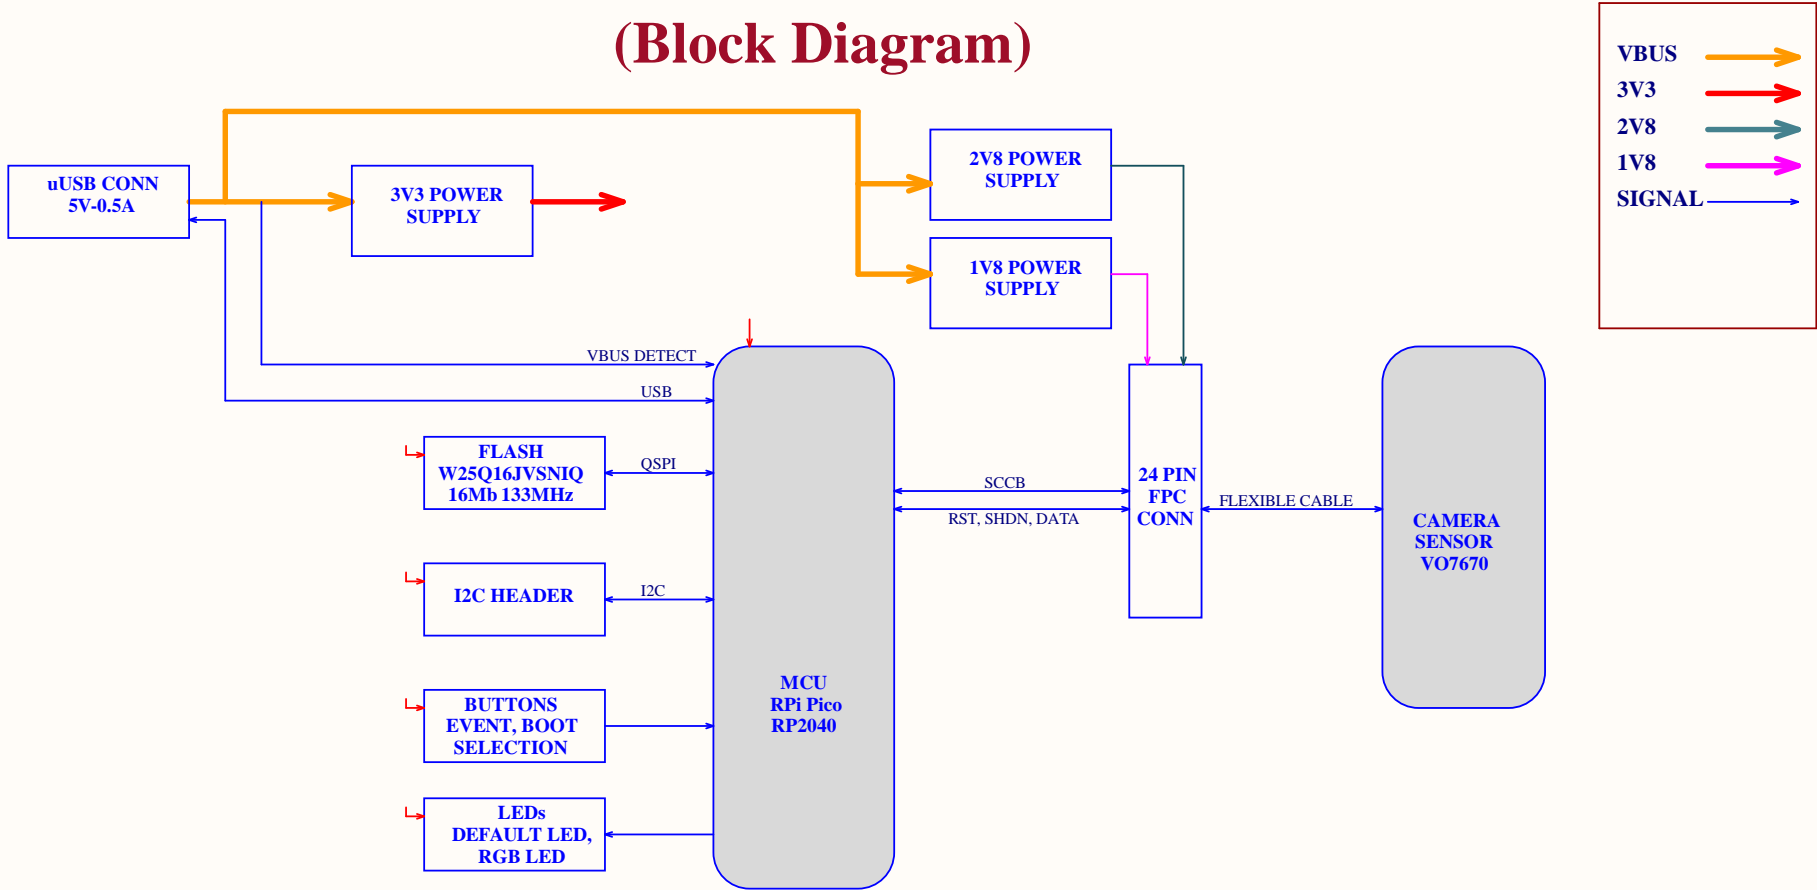 (Block Diagram)
VBUS
3V3
2V8
1V8
SIGNAL
uUSB CONN
5V-0.5A
3V3 POWER
SUPPLY
2V8 POWER
SUPPLY
1V8 POWER
SUPPLY
VBUS DETECT
USB
FLASH
W25Q16JVSNIQ
16Mb 133MHz
QSPI
I2C HEADER
I2C
BUTTONS
EVENT, BOOT
SELECTION
LEDs
DEFAULT LED,
RGB LED
MCU
RPi Pico
RP2040
SCCB
RST, SHDN, DATA
24 PIN
FPC
CONN
FLEXIBLE CABLE
CAMERA
SENSOR
VO7670